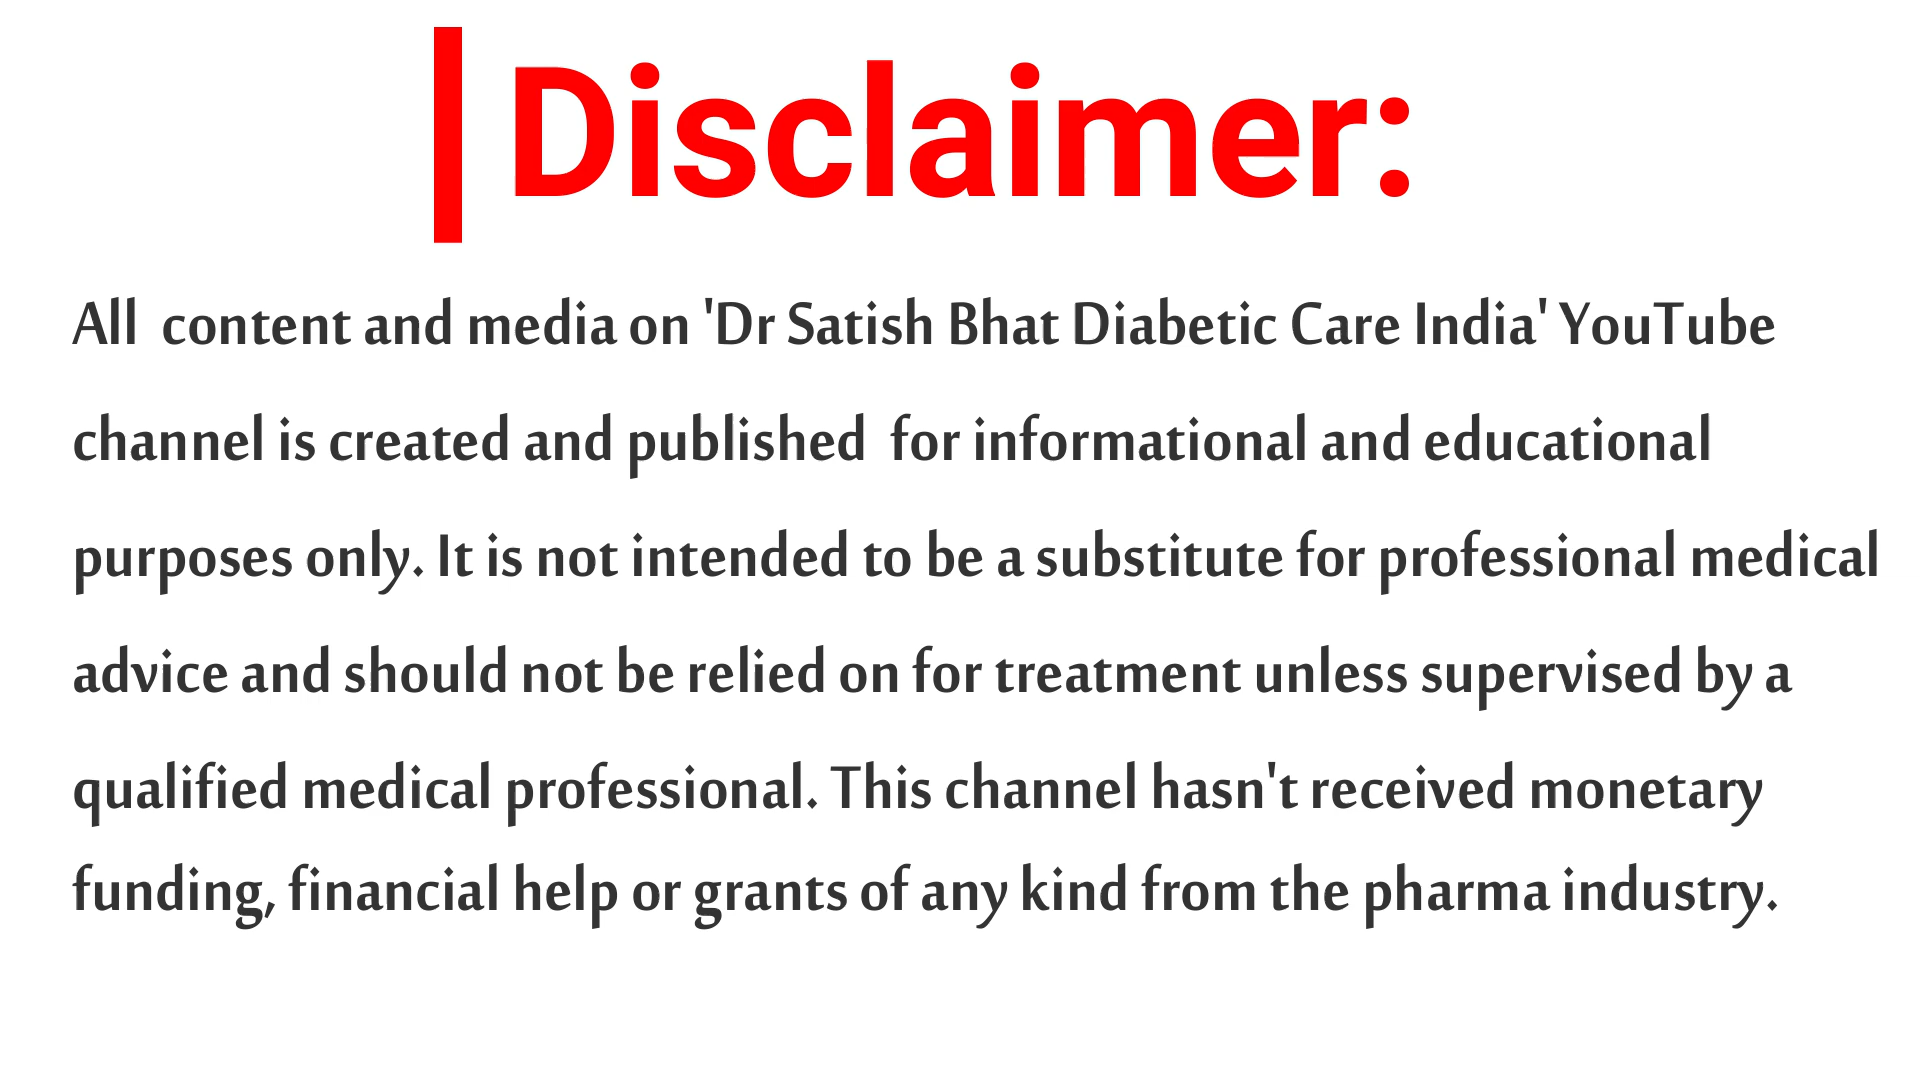 Disclaimer:
All  content and media on 'Dr Satish Bhat Diabetic Care India' YouTube
channel is created and published  for informational and educational
purposes only. It is not intended to be a substitute for professional medical
advice and should not be relied on for treatment unless supervised by a
qualified medical professional. This channel hasn't received monetary
funding, financial help or grants of any kind from the pharma industry.